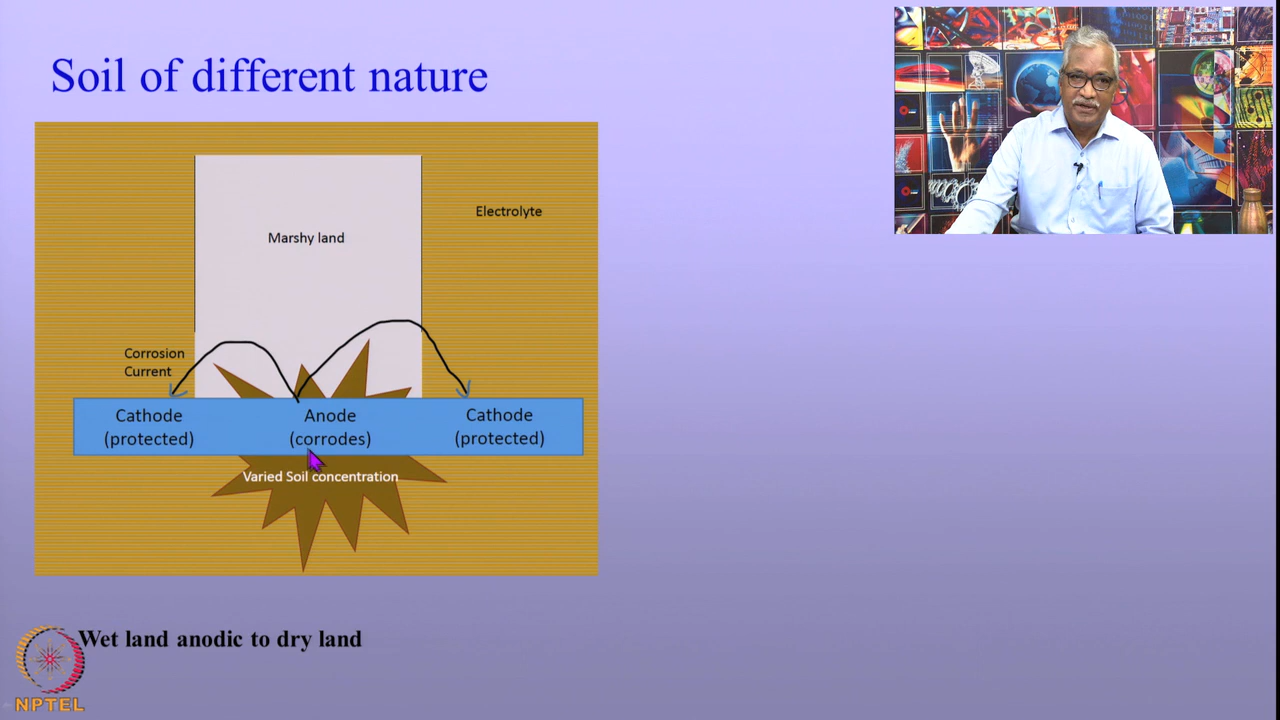 Soil of different nature
Electrolyte
Marshy land
Corrosion
Current
Cathode
(protected)
Anode
(corrodes)
Cathode
(protected)
Varied Soil concentration
Wet land anodic to dry land
NPTEL